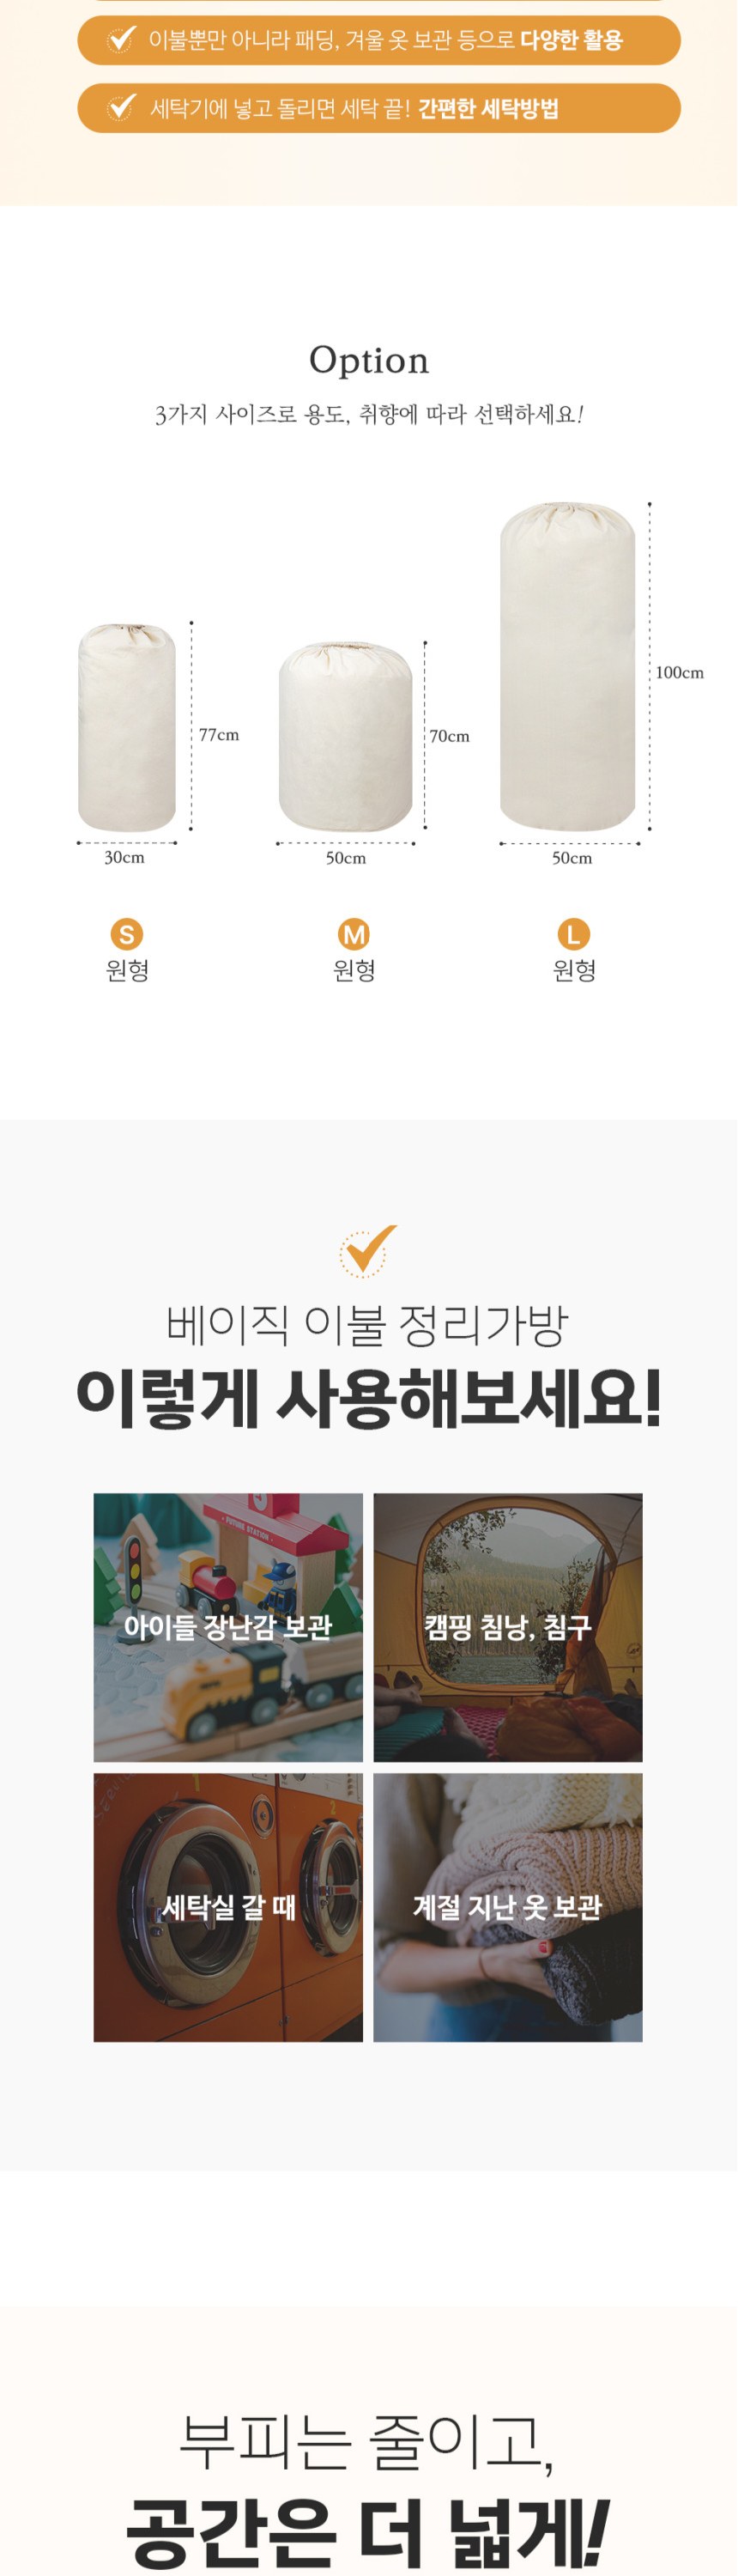 이불뿐만 아니라 패딩, 겨울 옷 보관 등으로 다양한 활용
세탁기에 넣고 돌리면 세탁 끝! 간편한 세탁방법
Option
3가지 사이즈로 용도, 취향에 따라 선택하세요!
77cm
30cm
70cm
50cm
100cm
50cm
S
원형
M
원형
L
원형
베이직 이불 정리가방
이렇게 사용해보세요!
FUTURE STATION
아이들 장난감 보관
캠핑 침낭, 침구
1
2
세탁실 갈 때
계절 지난 옷 보관
부피는 줄이고,
공간은 더 넓게!